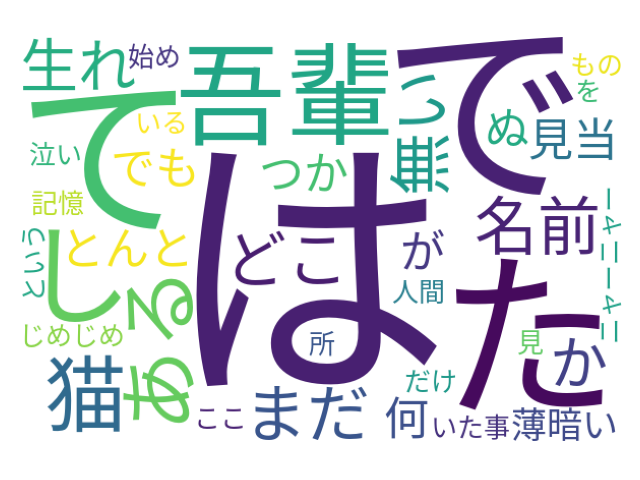 生れ
始め
吾輩
で
もの
を
て
いる
無い
ぬ
見当
泣い
でも
つか
は
記憶
とんと
どこ
が
名前
ニャーニャー
という
し
ある
人間
た
じめじめ
所
見
か
猫
だけ
ここ
まだ
何
いた事
薄暗い